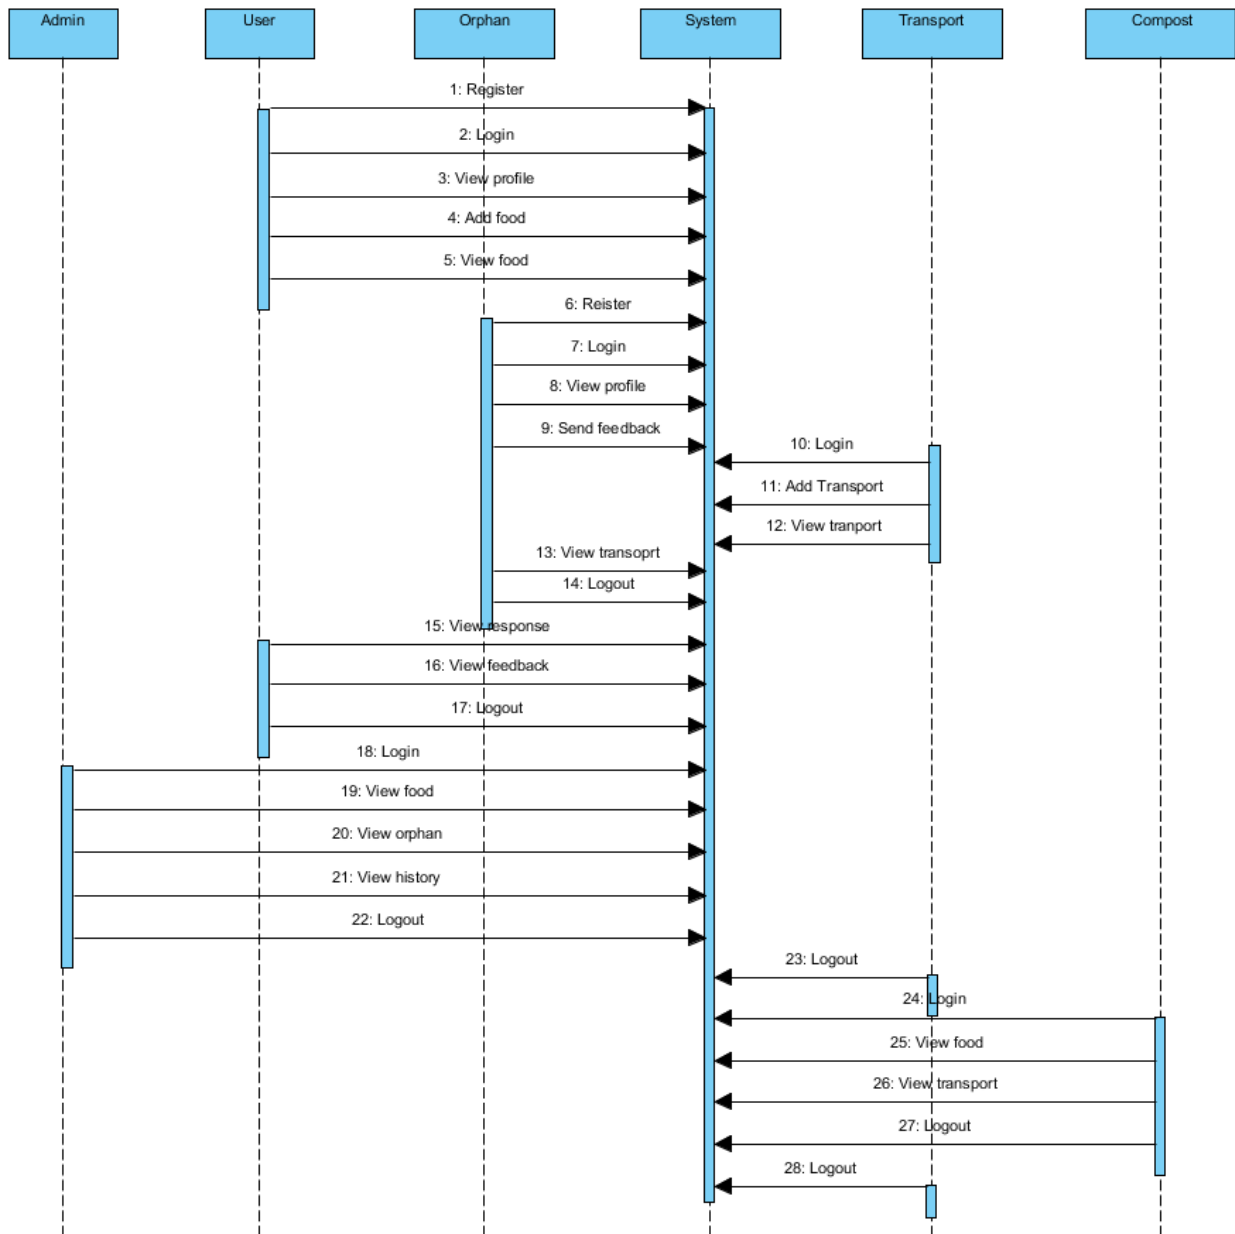 Admin
User
Orphan
System
Transport
Compost
1: Register
2: Login
3: View profile
4: Add food
5: View food
6: Reister
7: Login
8: View profile
9: Send feedback
10: Login
11: Add Transport
12: View tranport
13: View transoprt
14: Logout
15: View response
16: View feedback
17: Logout
18: Login
19: View food
20: View orphan
21: View history
22: Logout
23: Logout
24: Login
25: View food
26: View transport
27: Logout
28: Logout